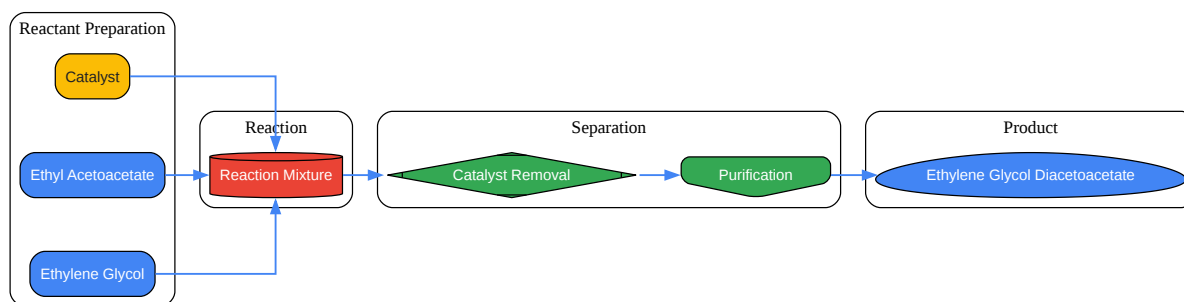 Reactant Preparation
Catalyst
Ethyl Acetoacetate
Ethylene Glycol
Reaction
Reaction Mixture
Separation
Catalyst Removal
Purification
Product
Ethylene Glycol Diacetoacetate